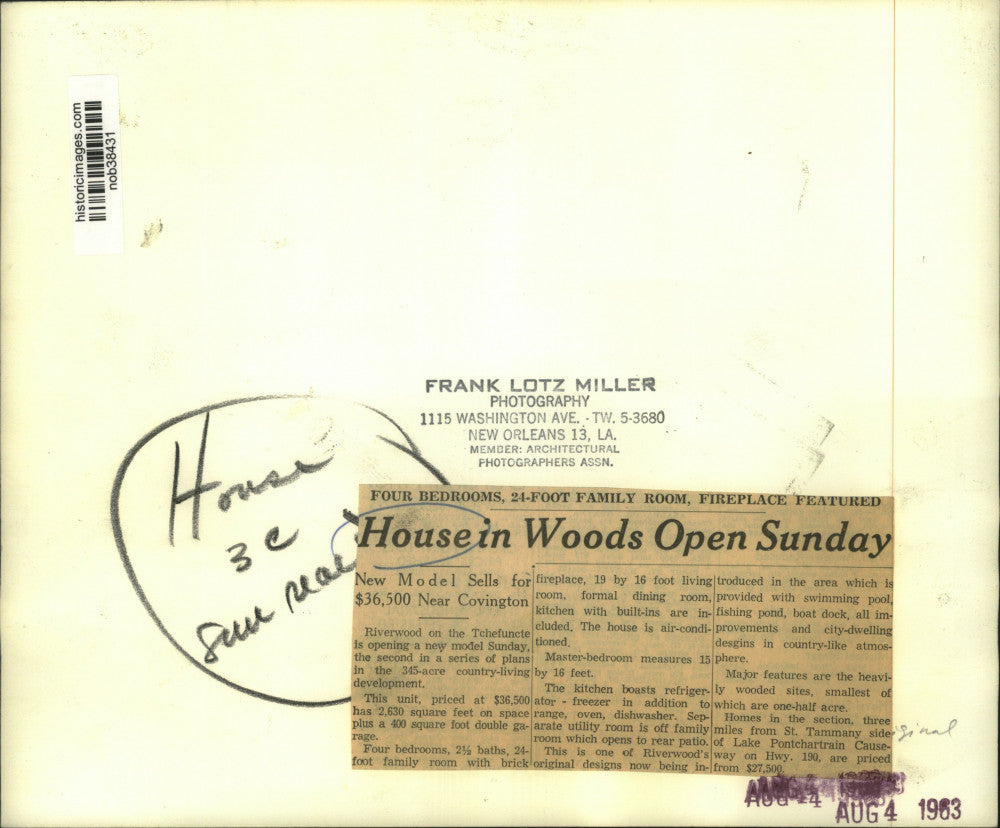 historicimages.com
nob38431
FRANK LOTZ MILLER
PHOTOGRAPHY
1115 WASHINGTON AVE. - TW. 5-3680
NEW ORLEANS 13, LA.
MEMBER: ARCHITECTURAL
PHOTOGRAPHERS ASSN.
House
3c
Sun real
FOUR BEDROOMS, 24-FOOT FAMILY ROOM, FIREPLACE FEATURED
House in Woods Open Sunday
New Model Sells for
$36,500 Near Covington
Riverwood on the Tchefuncte
is opening a new model Sunday,
the second in a series of plans
in the 345-acre country-living
development.
This unit, priced at $36,500
has 2,630 square feet on space
plus a 400 square foot double ga-
rage.
Four bedrooms, 2½ baths, 24-
foot family room with brick
fireplace, 19 by 16 foot living
room, formal dining room,
kitchen with built-ins are in-
cluded. The house is air-condi-
tioned.
Master-bedroom measures 15
by 16 feet.
The kitchen boasts refriger-
ator - freezer in addition to
range, oven, dishwasher. Sep-
arate utility room is off family
room which opens to rear patio.
This is one of Riverwood's
original designs now being in-
troduced in the area which is
provided with swimming pool,
fishing pond, boat dock, all im-
provements and city-dwelling
desgins in country-like atmos-
phere.
Major features are the heavi-
ly wooded sites, smallest of
which are one-half acre.
Homes in the section, three
miles from St. Tammany side
of Lake Pontchartrain Cause-
way on Hwy. 190, are priced
from $27,500.
AUG 4
AUG 4 1963